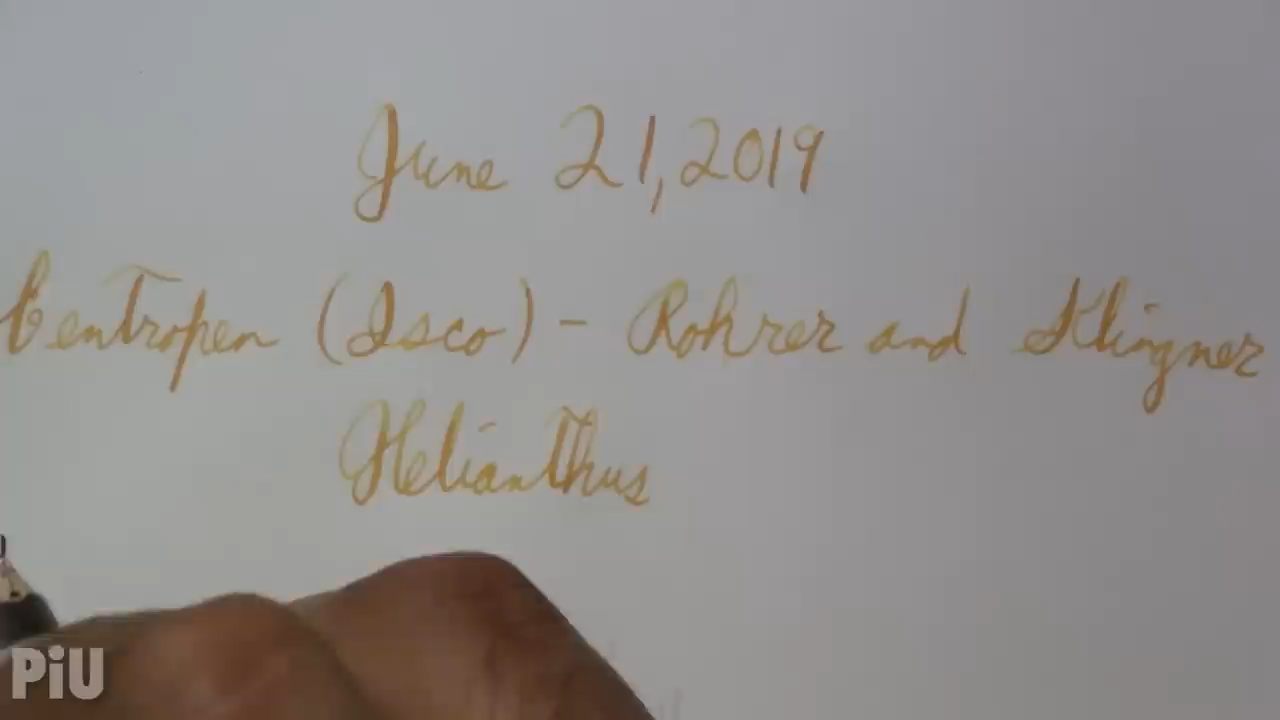 June 21, 2019
Centropen (Isco) - Rohrer and Klingner
Helianthus
PiU